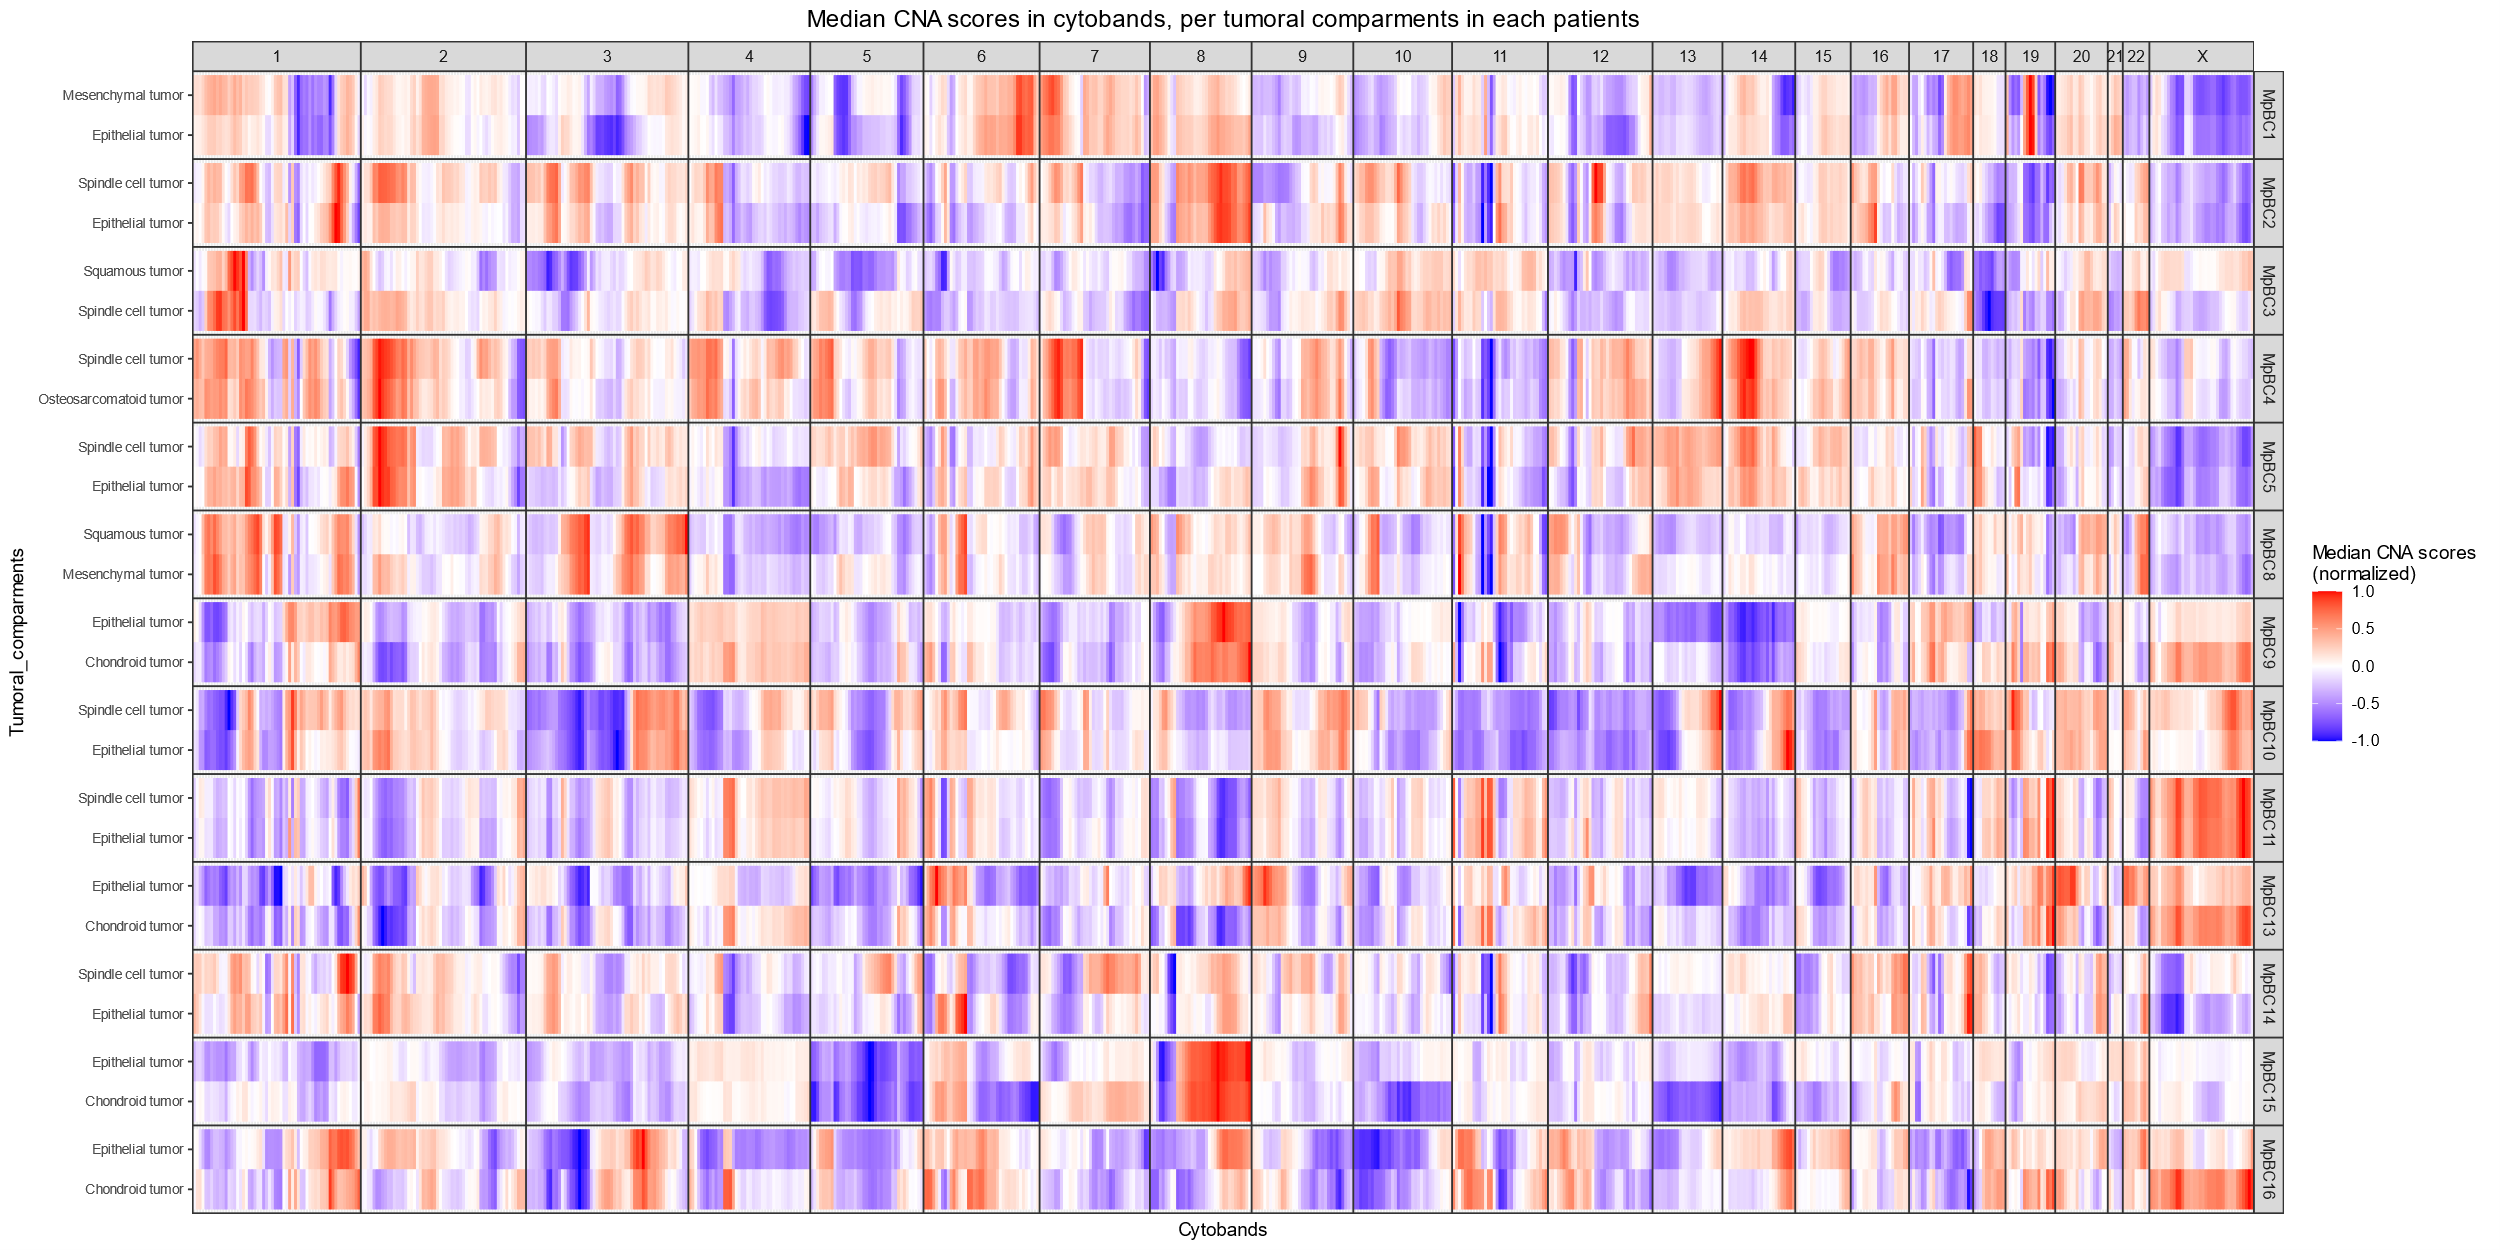 Median CNA scores in cytobands, per tumoral comparments in each patients
1 2 3 4 5 6 7 8 9 10 11 12 13 14 15 16 17 18 19 20 21 22 X
Mesenchymal tumor
Epithelial tumor
MpBC1
Spindle cell tumor
Epithelial tumor
MpBC2
Squamous tumor
Spindle cell tumor
MpBC3
Spindle cell tumor
Osteosarcomatoid tumor
MpBC4
Spindle cell tumor
Epithelial tumor
MpBC5
Squamous tumor
Mesenchymal tumor
MpBC8
Epithelial tumor
Chondroid tumor
MpBC9
Spindle cell tumor
Epithelial tumor
MpBC10
Spindle cell tumor
Epithelial tumor
MpBC11
Epithelial tumor
Chondroid tumor
MpBC13
Spindle cell tumor
Epithelial tumor
MpBC14
Epithelial tumor
Chondroid tumor
MpBC15
Epithelial tumor
Chondroid tumor
MpBC16
Tumoral_comparments
Cytobands
Median CNA scores
(normalized)
1.0
0.5
0.0
-0.5
-1.0